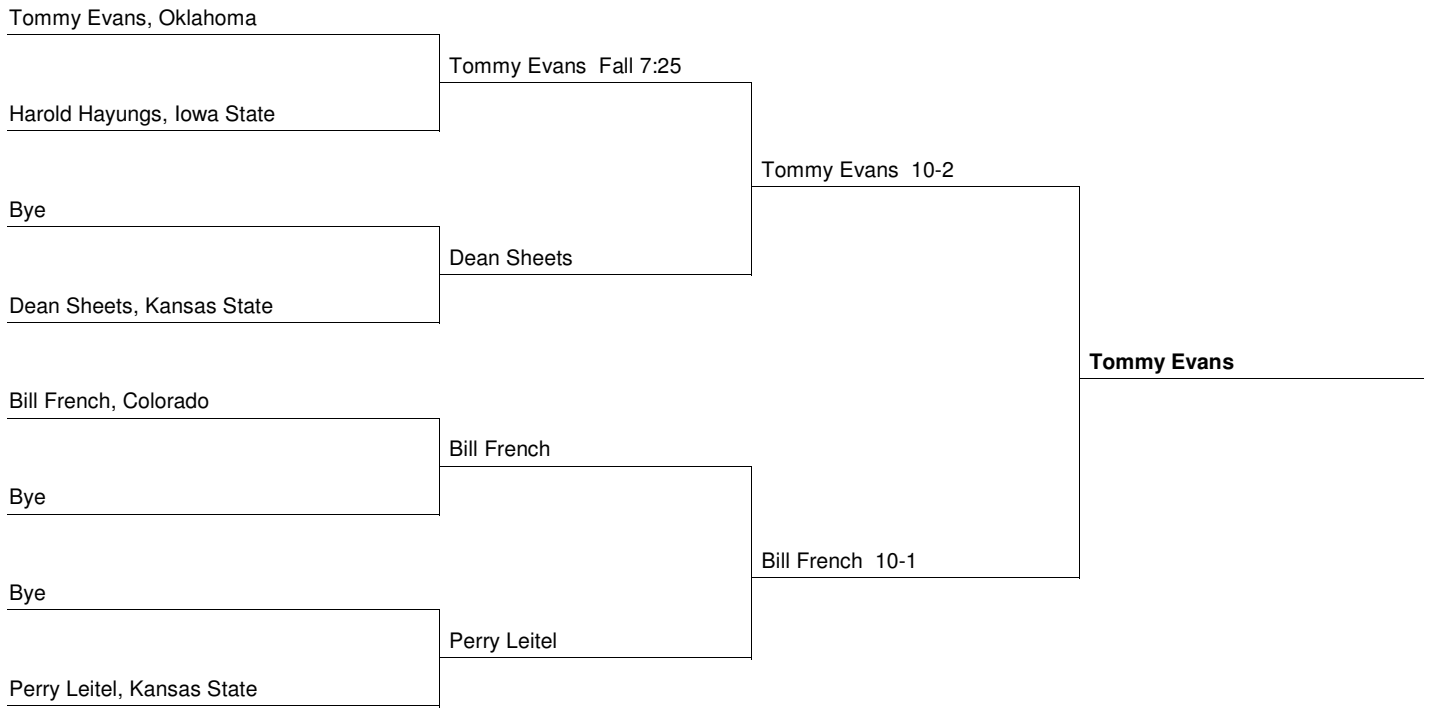 Tommy Evans, Oklahoma
Tommy Evans  Fall 7:25
Harold Hayungs, Iowa State
Tommy Evans  10-2
Bye
Dean Sheets
Dean Sheets, Kansas State
Tommy Evans
Bill French, Colorado
Bill French
Bye
Bill French  10-1
Bye
Perry Leitel
Perry Leitel, Kansas State